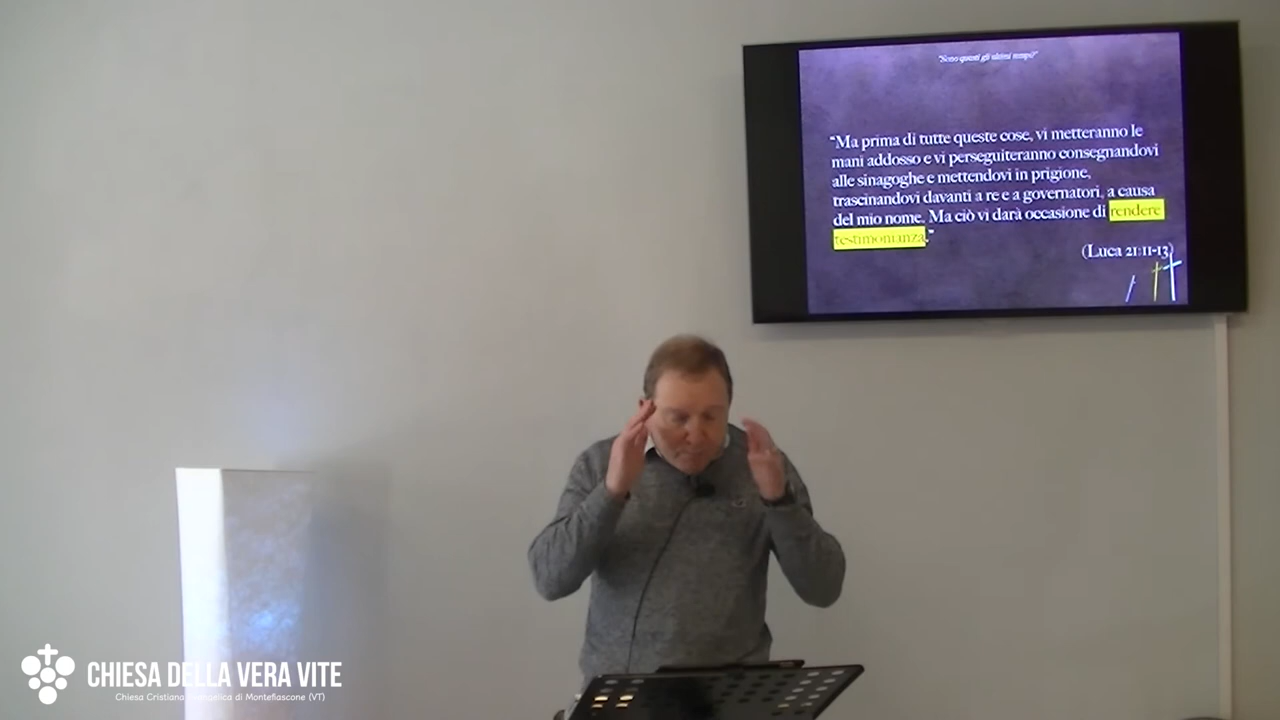 "Sono questi gli ultimi tempi?"
"Ma prima di tutte queste cose, vi metteranno le
mani addosso e vi perseguiteranno consegnandovi
alle sinagoghe e mettendovi in prigione,
trascinandovi davanti a re e a governatori, a causa
del mio nome. Ma ciò vi darà occasione di rendere
testimonianza."
(Luca 21:11-13)
CHIESA DELLA VERA VITE
Chiesa Cristiana Evangelica di Montefiascone (VT)